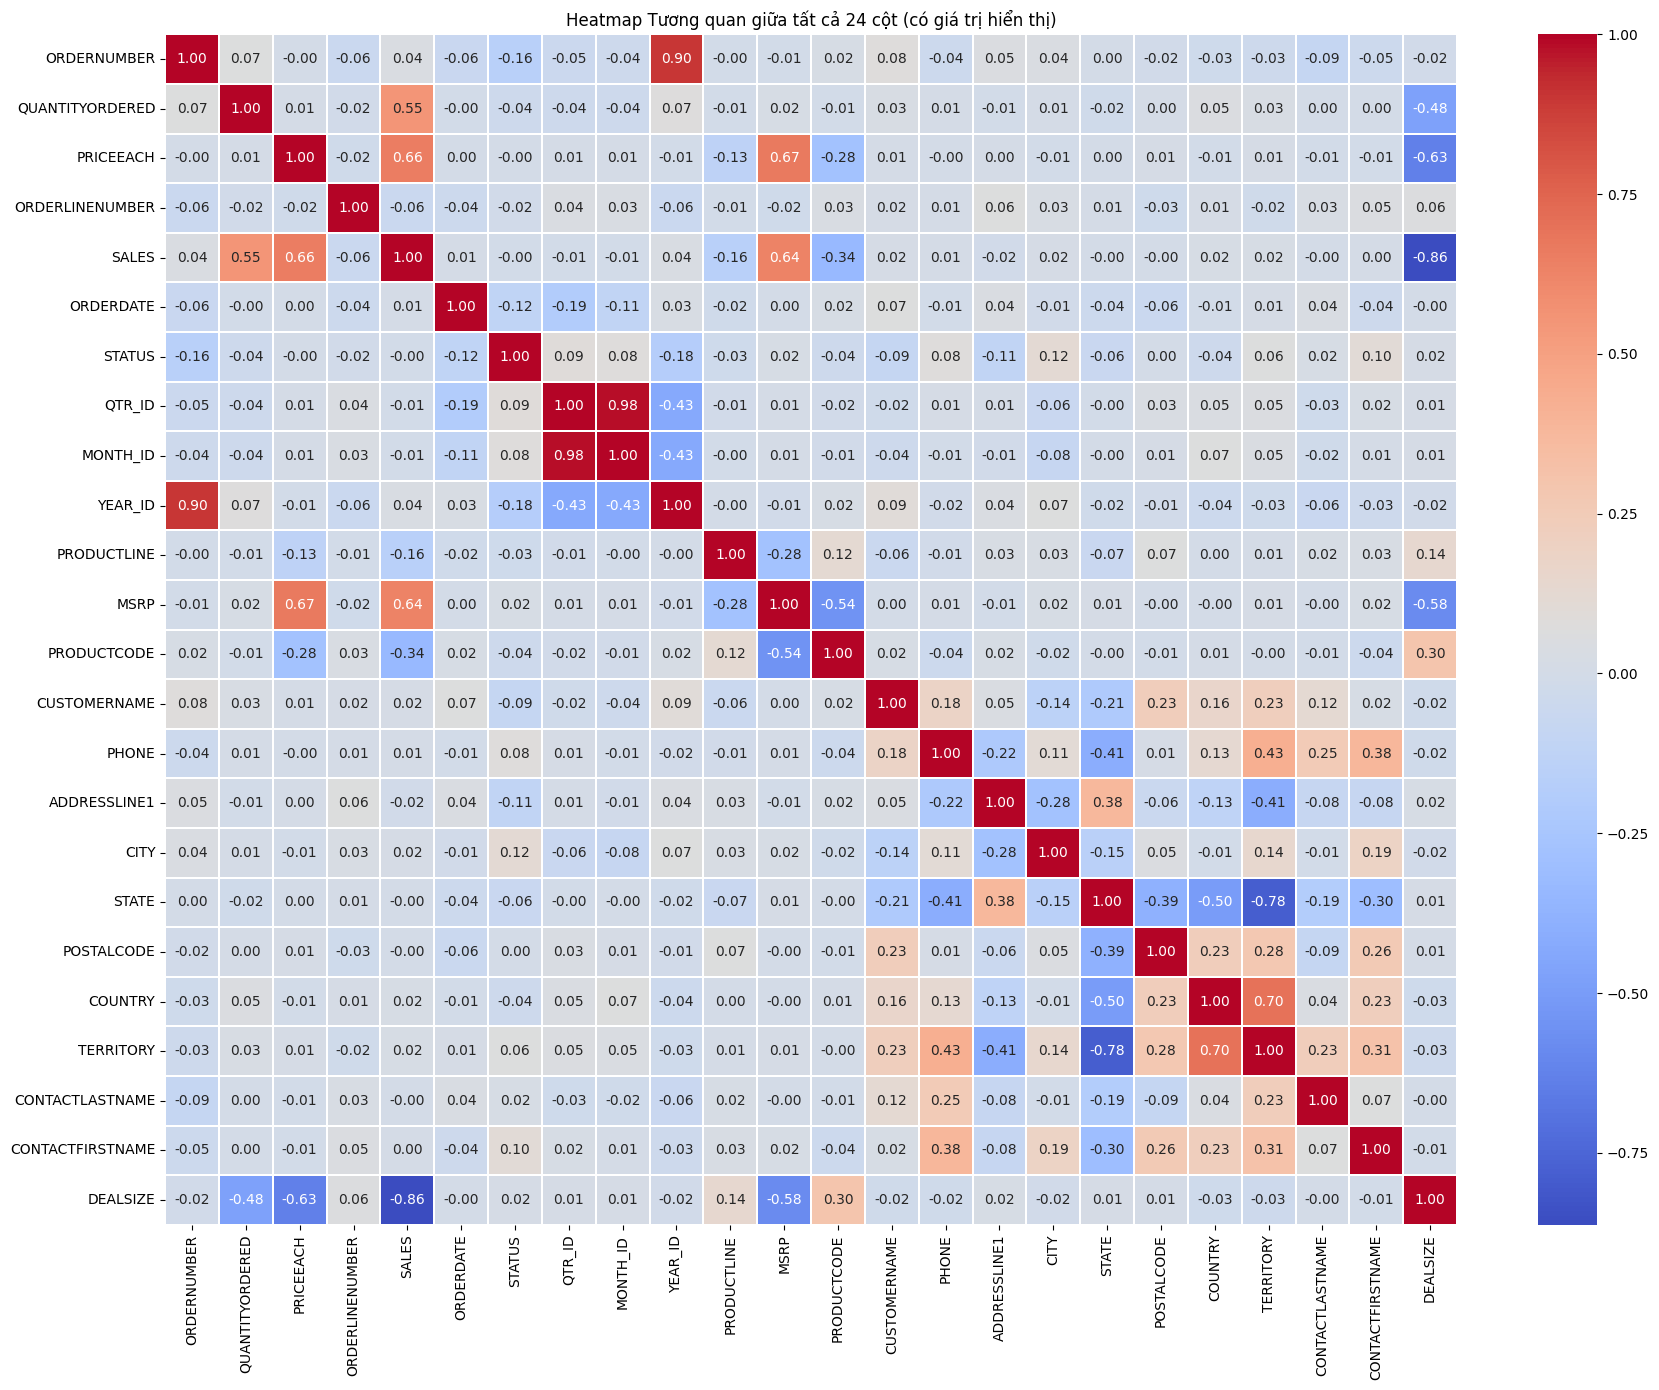 Heatmap Tương quan giữa tất cả 24 cột (có giá trị hiển thị)
ORDERNUMBER 1.00 0.07 -0.00 -0.06 0.04 -0.06 -0.16 -0.05 -0.04 0.90 -0.00 -0.01 0.02 0.08 -0.04 0.05 0.04 0.00 -0.02 -0.03 -0.03 -0.09 -0.05 -0.02
QUANTITYORDERED 0.07 1.00 0.01 -0.02 0.55 -0.00 -0.04 -0.04 -0.04 0.07 -0.01 0.02 -0.01 0.03 0.01 -0.01 0.01 -0.02 0.00 0.05 0.03 0.00 0.00 -0.48
PRICEEACH -0.00 0.01 1.00 -0.02 0.66 0.00 -0.00 0.01 0.01 -0.01 -0.13 0.67 -0.28 0.01 -0.00 0.00 -0.01 0.00 0.01 -0.01 0.01 -0.01 -0.01 -0.63
ORDERLINENUMBER -0.06 -0.02 -0.02 1.00 -0.06 -0.04 -0.02 0.04 0.03 -0.06 -0.01 -0.02 0.03 0.02 0.01 0.06 0.03 0.01 -0.03 0.01 -0.02 0.03 0.05 0.06
SALES 0.04 0.55 0.66 -0.06 1.00 0.01 -0.00 -0.01 -0.01 0.04 -0.16 0.64 -0.34 0.02 0.01 -0.02 0.02 -0.00 -0.00 0.02 0.02 -0.00 0.00 -0.86
ORDERDATE -0.06 -0.00 0.00 -0.04 0.01 1.00 -0.12 -0.19 -0.11 0.03 -0.02 0.00 0.02 0.07 -0.01 0.04 -0.01 -0.04 -0.06 -0.01 0.01 0.04 -0.04 -0.00
STATUS -0.16 -0.04 -0.00 -0.02 -0.00 -0.12 1.00 0.09 0.08 -0.18 -0.03 0.02 -0.04 -0.09 0.08 -0.11 0.12 -0.06 0.00 -0.04 0.06 0.02 0.10 0.02
QTR_ID -0.05 -0.04 0.01 0.04 -0.01 -0.19 0.09 1.00 0.98 -0.43 -0.01 0.01 -0.02 -0.02 0.01 0.01 -0.06 -0.00 0.03 0.05 0.05 -0.03 0.02 0.01
MONTH_ID -0.04 -0.04 0.01 0.03 -0.01 -0.11 0.08 0.98 1.00 -0.43 -0.00 0.01 -0.01 -0.04 -0.01 -0.01 -0.08 -0.00 0.01 0.07 0.05 -0.02 0.01 0.01
YEAR_ID 0.90 0.07 -0.01 -0.06 0.04 0.03 -0.18 -0.43 -0.43 1.00 -0.00 -0.01 0.02 0.09 -0.02 0.04 0.07 -0.02 -0.01 -0.04 -0.03 -0.06 -0.03 -0.02
PRODUCTLINE -0.00 -0.01 -0.13 -0.01 -0.16 -0.02 -0.03 -0.01 -0.00 -0.00 1.00 -0.28 0.12 -0.06 -0.01 0.03 0.03 -0.07 0.07 0.00 0.01 0.02 0.03 0.14
MSRP -0.01 0.02 0.67 -0.02 0.64 0.00 0.02 0.01 0.01 -0.01 -0.28 1.00 -0.54 0.00 0.01 -0.01 0.02 0.01 -0.00 -0.00 0.01 -0.00 0.02 -0.58
PRODUCTCODE 0.02 -0.01 -0.28 0.03 -0.34 0.02 -0.04 -0.02 -0.01 0.02 0.12 -0.54 1.00 0.02 -0.04 0.02 -0.02 -0.00 -0.01 0.01 -0.00 -0.01 -0.04 0.30
CUSTOMERNAME 0.08 0.03 0.01 0.02 0.02 0.07 -0.09 -0.02 -0.04 0.09 -0.06 0.00 0.02 1.00 0.18 0.05 -0.14 -0.21 0.23 0.16 0.23 0.12 0.02 -0.02
PHONE -0.04 0.01 -0.00 0.01 0.01 -0.01 0.08 0.01 -0.01 -0.02 -0.01 0.01 -0.04 0.18 1.00 -0.22 0.11 -0.41 0.01 0.13 0.43 0.25 0.38 -0.02
ADDRESSLINE1 0.05 -0.01 0.00 0.06 -0.02 0.04 -0.11 0.01 -0.01 0.04 0.03 -0.01 0.02 0.05 -0.22 1.00 -0.28 0.38 -0.06 -0.13 -0.41 -0.08 -0.08 0.02
CITY 0.04 0.01 -0.01 0.03 0.02 -0.01 0.12 -0.06 -0.08 0.07 0.03 0.02 -0.02 -0.14 0.11 -0.28 1.00 -0.15 0.05 -0.01 0.14 -0.01 0.19 -0.02
STATE 0.00 -0.02 0.00 0.01 -0.00 -0.04 -0.06 -0.00 -0.00 -0.02 -0.07 0.01 -0.00 -0.21 -0.41 0.38 -0.15 1.00 -0.39 -0.50 -0.78 -0.19 -0.30 0.01
POSTALCODE -0.02 0.00 0.01 -0.03 -0.00 -0.06 0.00 0.03 0.01 -0.01 0.07 -0.00 -0.01 0.23 0.01 -0.06 0.05 -0.39 1.00 0.23 0.28 -0.09 0.26 0.01
COUNTRY -0.03 0.05 -0.01 0.01 0.02 -0.01 -0.04 0.05 0.07 -0.04 0.00 -0.00 0.01 0.16 0.13 -0.13 -0.01 -0.50 0.23 1.00 0.70 0.04 0.23 -0.03
TERRITORY -0.03 0.03 0.01 -0.02 0.02 0.01 0.06 0.05 0.05 -0.03 0.01 0.01 -0.00 0.23 0.43 -0.41 0.14 -0.78 0.28 0.70 1.00 0.23 0.31 -0.03
CONTACTLASTNAME -0.09 0.00 -0.01 0.03 -0.00 0.04 0.02 -0.03 -0.02 -0.06 0.02 -0.00 -0.01 0.12 0.25 -0.08 -0.01 -0.19 -0.09 0.04 0.23 1.00 0.07 -0.00
CONTACTFIRSTNAME -0.05 0.00 -0.01 0.05 0.00 -0.04 0.10 0.02 0.01 -0.03 0.03 0.02 -0.04 0.02 0.38 -0.08 0.19 -0.30 0.26 0.23 0.31 0.07 1.00 -0.01
DEALSIZE -0.02 -0.48 -0.63 0.06 -0.86 -0.00 0.02 0.01 0.01 -0.02 0.14 -0.58 0.30 -0.02 -0.02 0.02 -0.02 0.01 0.01 -0.03 -0.03 -0.00 -0.01 1.00
ORDERNUMBER QUANTITYORDERED PRICEEACH ORDERLINENUMBER SALES ORDERDATE STATUS QTR_ID MONTH_ID YEAR_ID PRODUCTLINE MSRP PRODUCTCODE CUSTOMERNAME PHONE ADDRESSLINE1 CITY STATE POSTALCODE COUNTRY TERRITORY CONTACTLASTNAME CONTACTFIRSTNAME DEALSIZE
1.00
0.75
0.50
0.25
0.00
−0.25
−0.50
−0.75